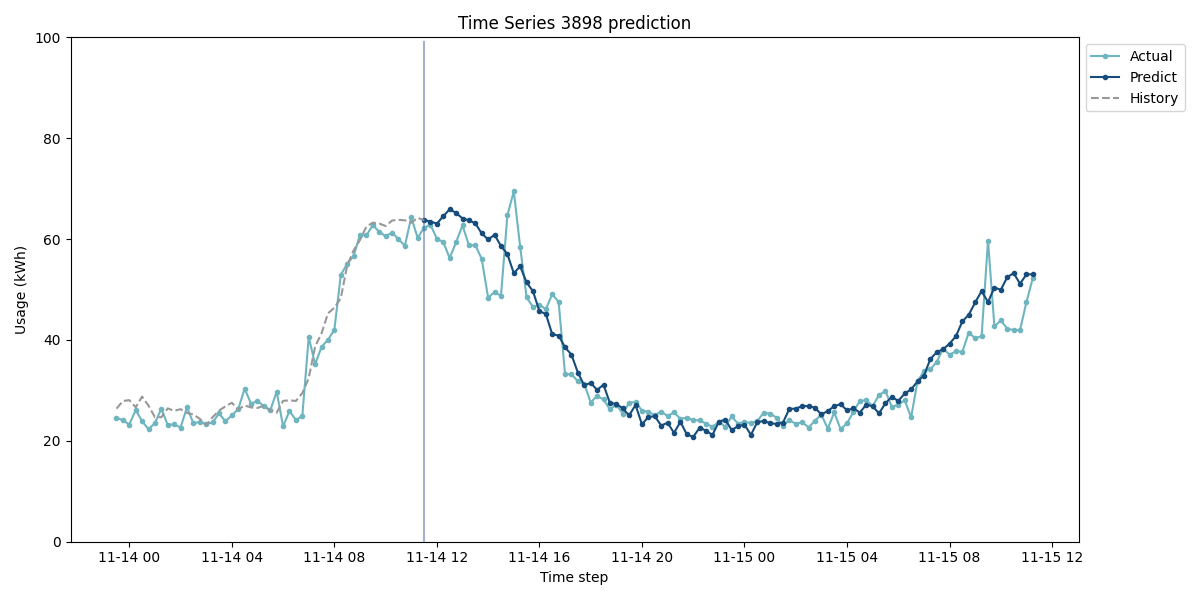 Time Series 3898 prediction
100
80
60
40
20
0
Usage (kWh)
11-14 00
11-14 04
11-14 08
11-14 12
11-14 16
11-14 20
11-15 00
11-15 04
11-15 08
11-15 12
Time step
Actual
Predict
History